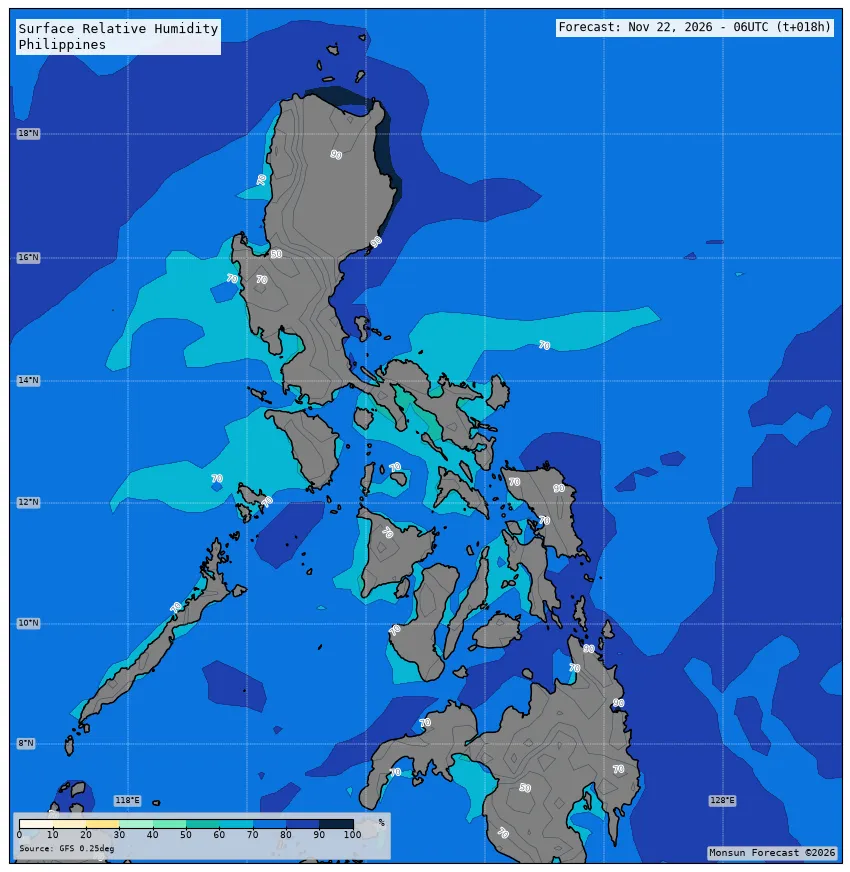 Surface Relative Humidity
Philippines
Forecast: Nov 22, 2026 - 06UTC (t+018h)
18°N
90
70
90
16°N
50
70
70
14°N
70
70
70
70
90
12°N
70
70
70
10°N
70
70
90
70
90
8°N
70
70
70
50
118°E
128°E
70
70
0 10 20 30 40 50 60 70 80 90 100 %
Source: GFS 0.25deg
Monsun Forecast ©2026